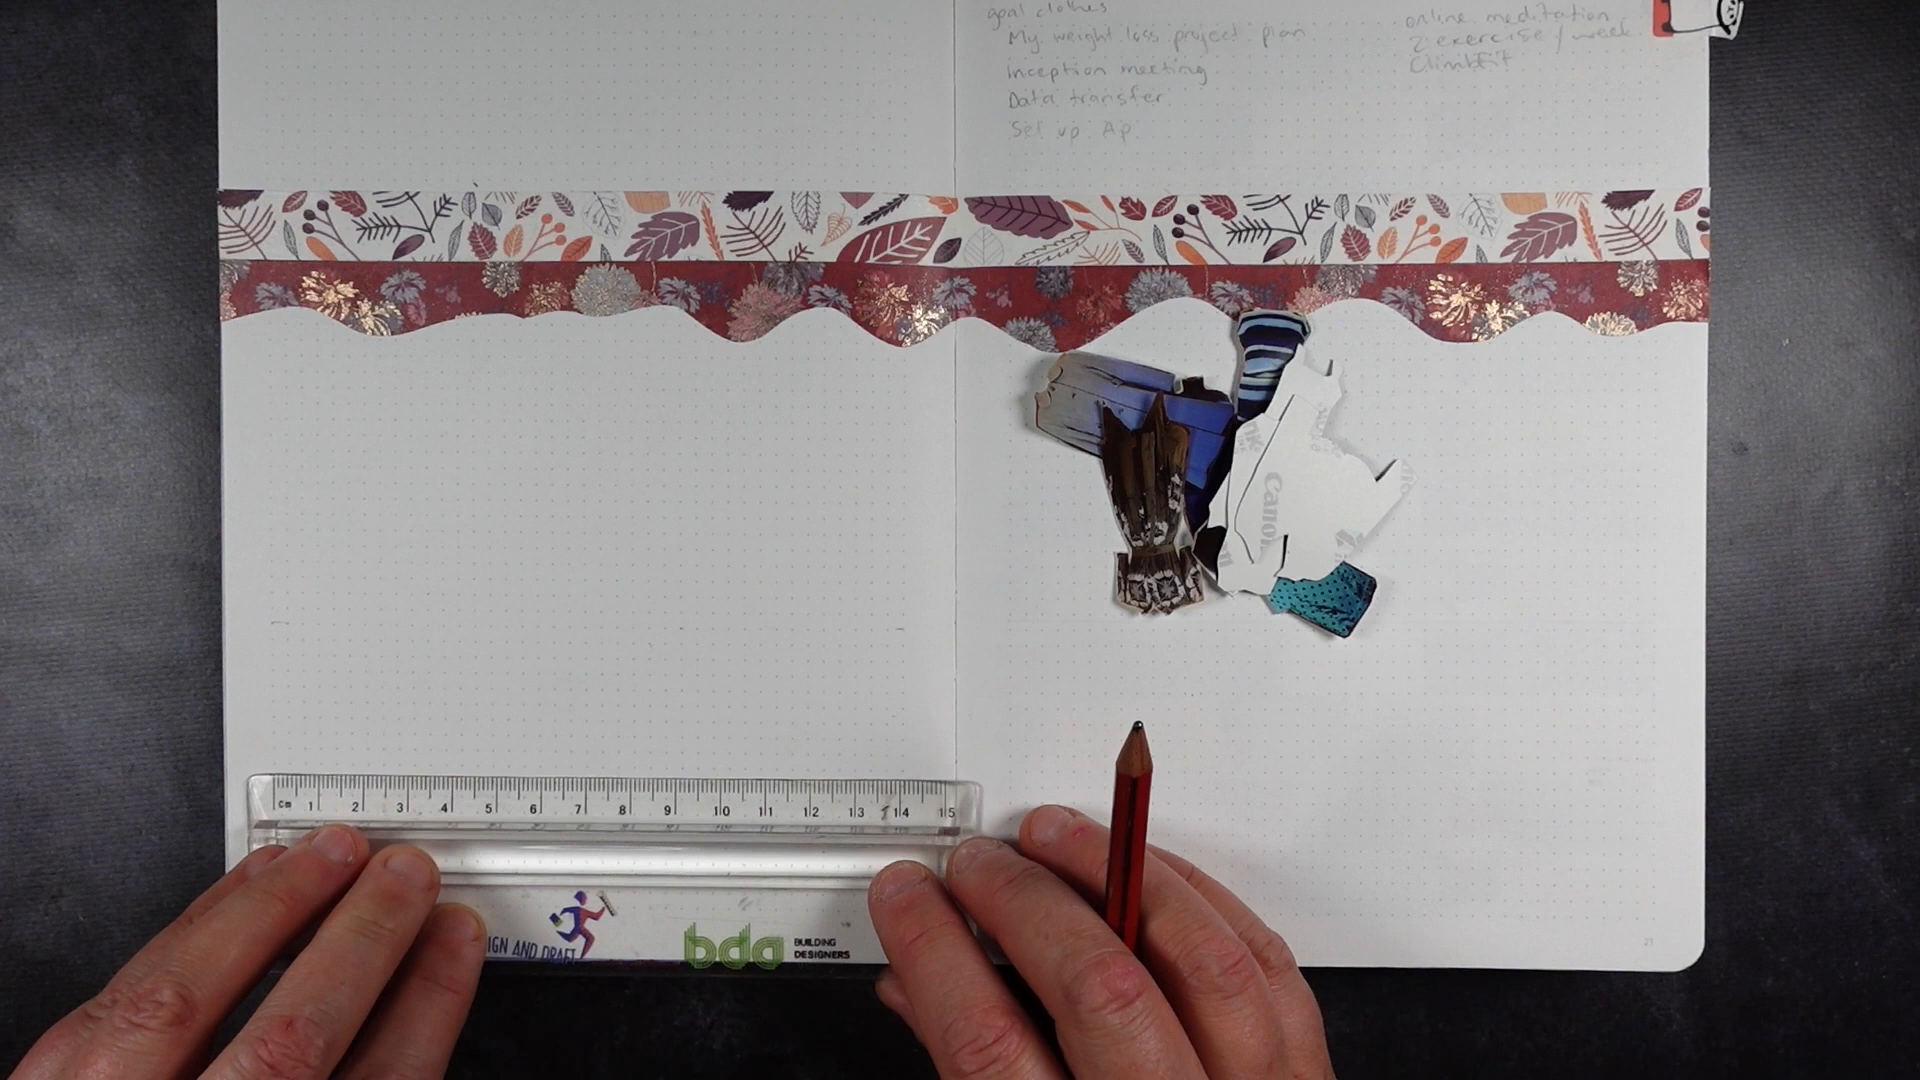 goal clothes
My weight loss project plan
Inception meeting
Data transfer
Set up Ap
online meditation
2 exercise / week
Climbfit
Canon
cm 1 2 3 4 5 6 7 8 9 10 11 12 13 14 15
IGN AND DRAFT
bda BUILDING
DESIGNERS
21